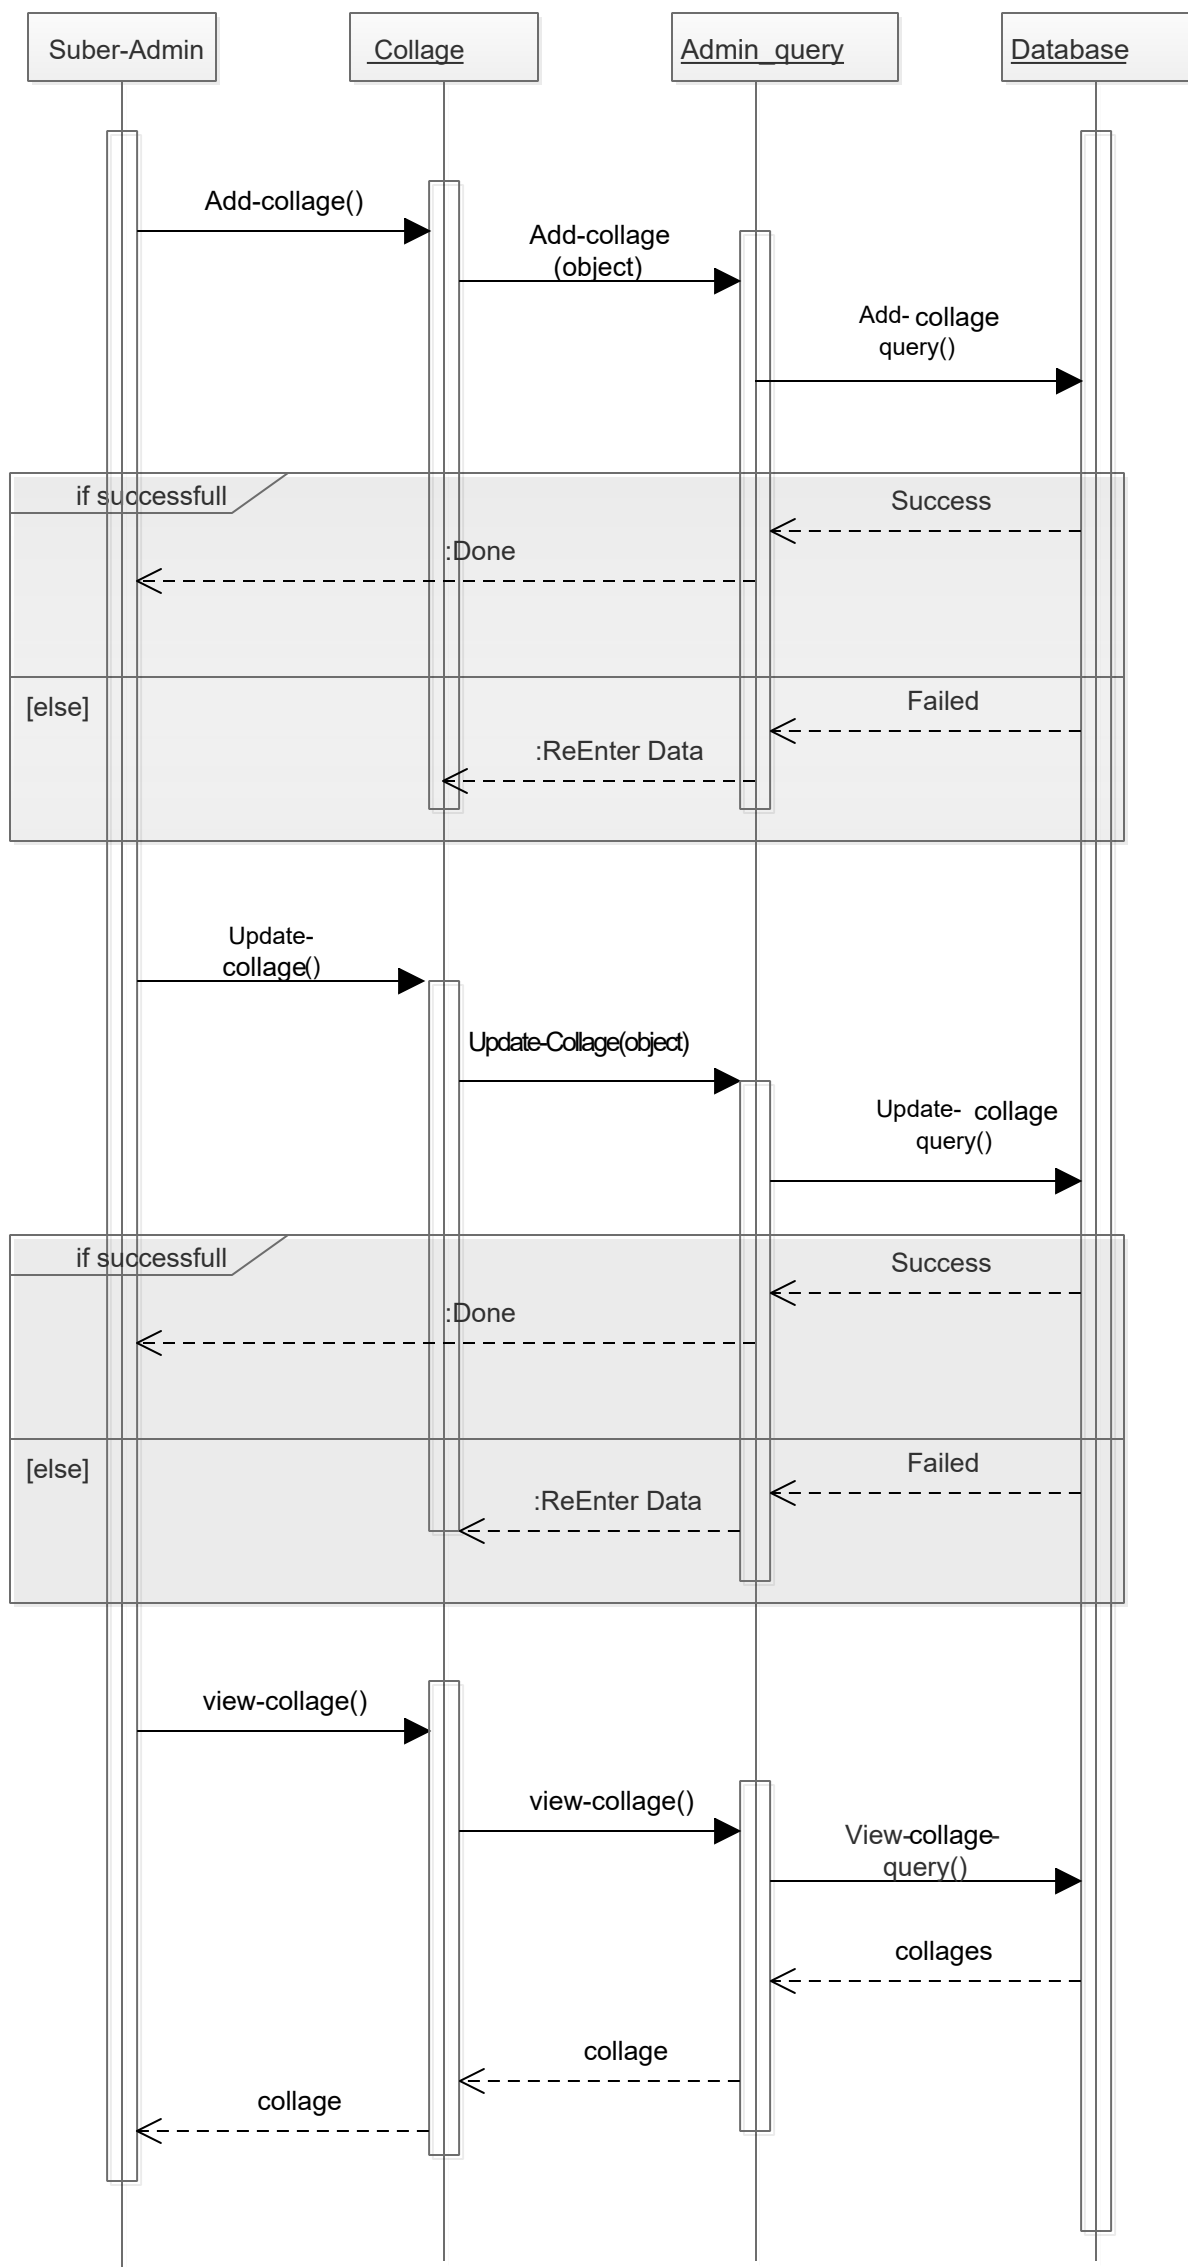 Suber-Admin
Collage
Admin_query
Database
Add-collage()
Add-collage
(object)
Add- collage
query()
if successfull
Success
:Done
[else]
Failed
:ReEnter Data
Update-
collage()
Update-Collage(object)
Update- collage
query()
if successfull
Success
:Done
[else]
Failed
:ReEnter Data
view-collage()
view-collage()
View-collage-
query()
collages
collage
collage